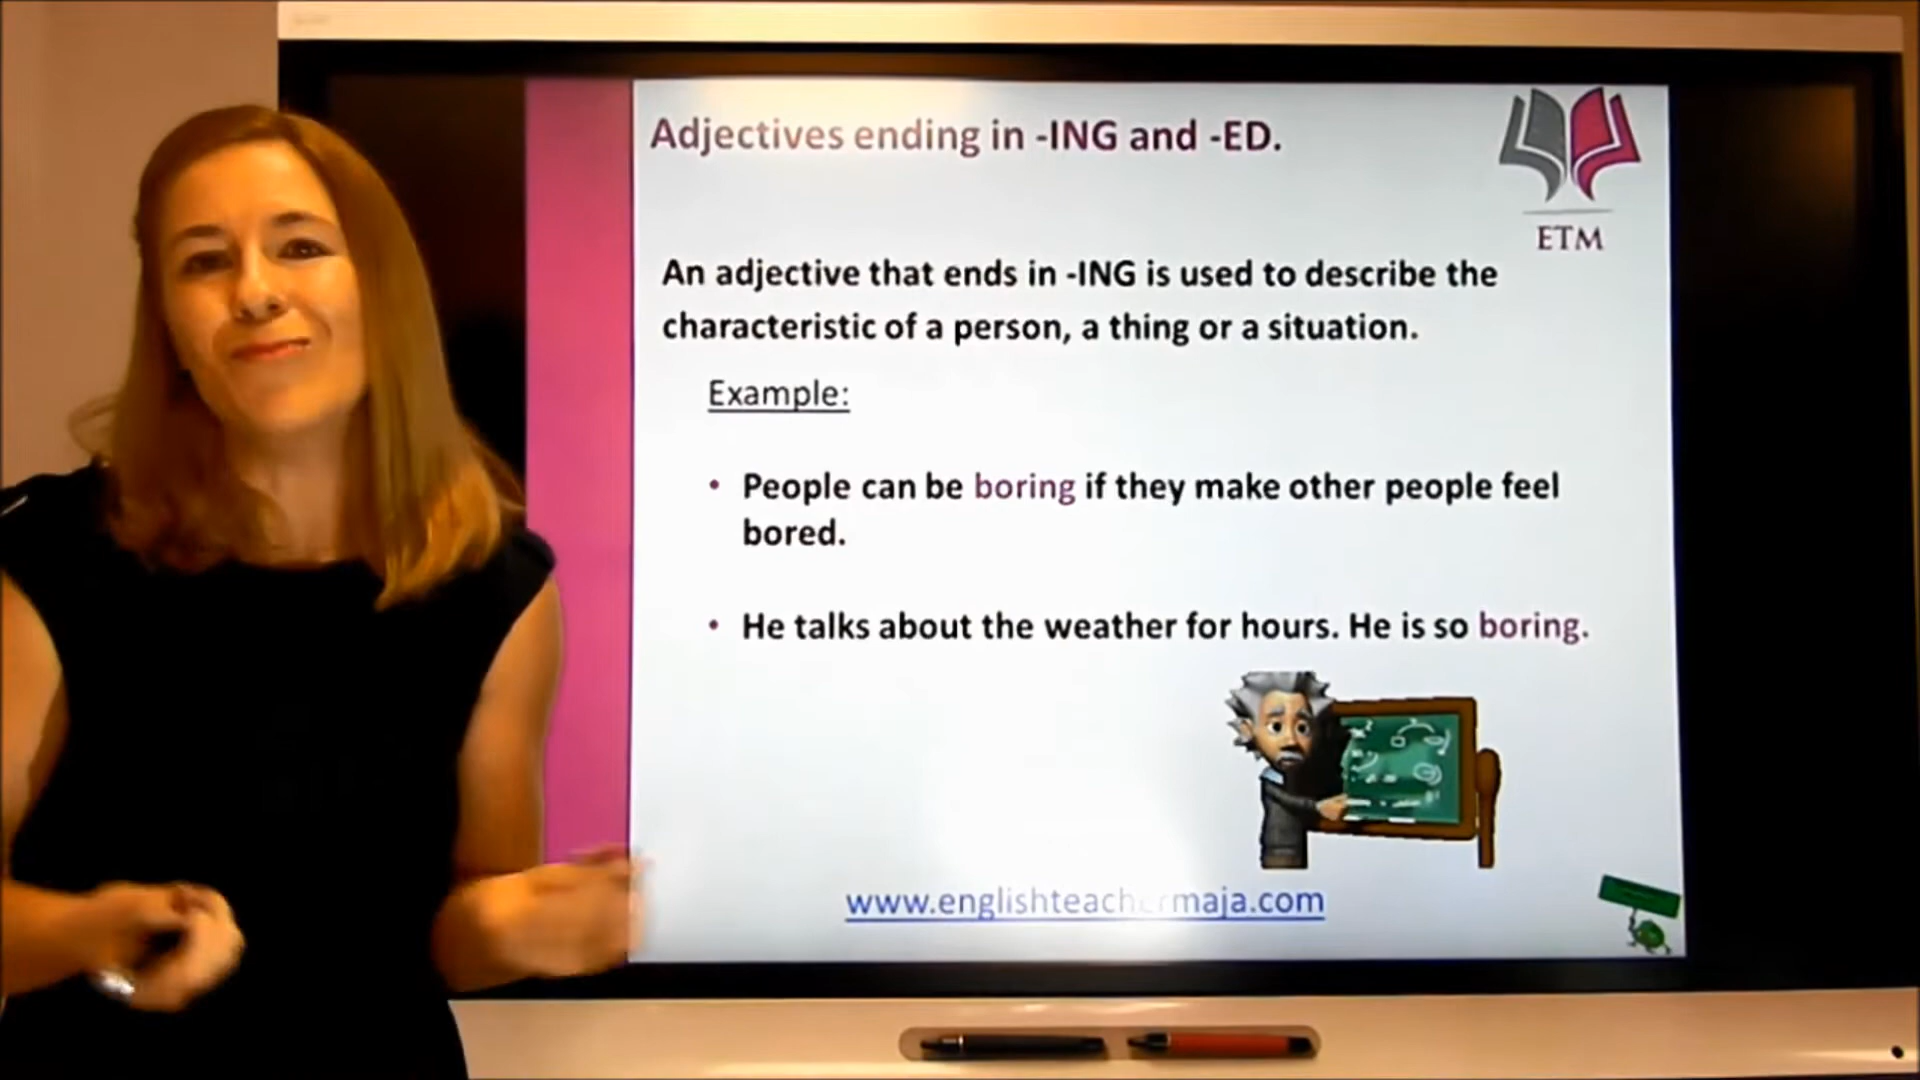 Adjectives ending in -ING and -ED.
ETM
An adjective that ends in -ING is used to describe the
characteristic of a person, a thing or a situation.
Example:
• People can be boring if they make other people feel
bored.
• He talks about the weather for hours. He is so boring.
www.englishteachermaja.com